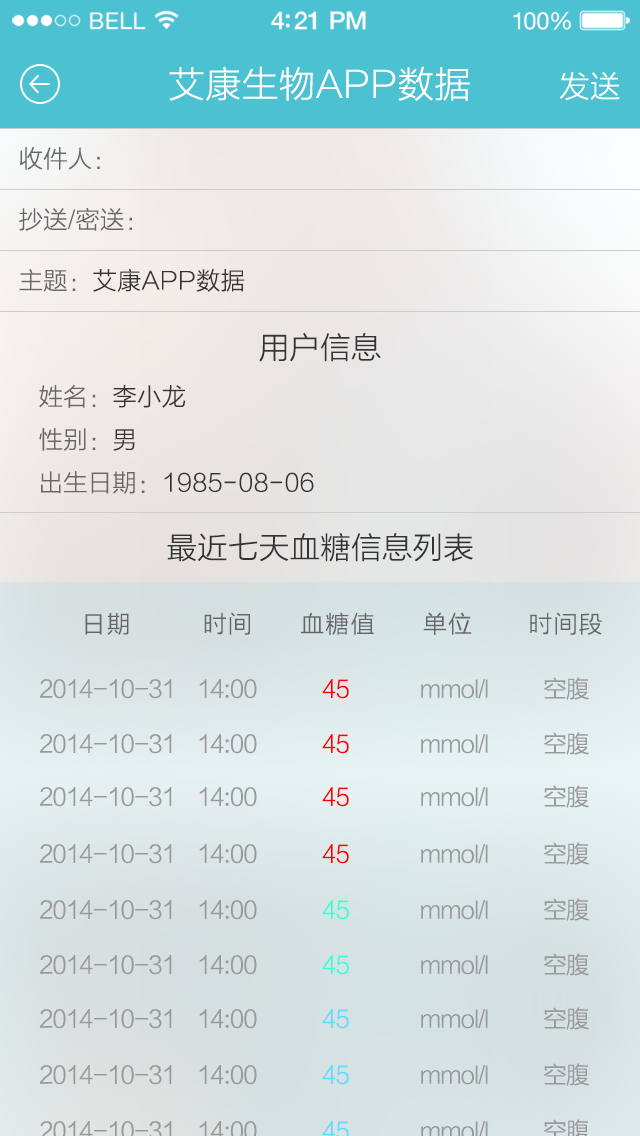 BELL 4:21 PM 100%
艾康生物APP数据 发送
收件人：
抄送/密送：
主题：艾康APP数据
用户信息
姓名：李小龙
性别：男
出生日期：1985-08-06
最近七天血糖信息列表
日期 时间 血糖值 单位 时间段
2014-10-31 14:00 45 mmol/l 空腹
2014-10-31 14:00 45 mmol/l 空腹
2014-10-31 14:00 45 mmol/l 空腹
2014-10-31 14:00 45 mmol/l 空腹
2014-10-31 14:00 45 mmol/l 空腹
2014-10-31 14:00 45 mmol/l 空腹
2014-10-31 14:00 45 mmol/l 空腹
2014-10-31 14:00 45 mmol/l 空腹
2014-10-31 14:00 45 mmol/l 空腹